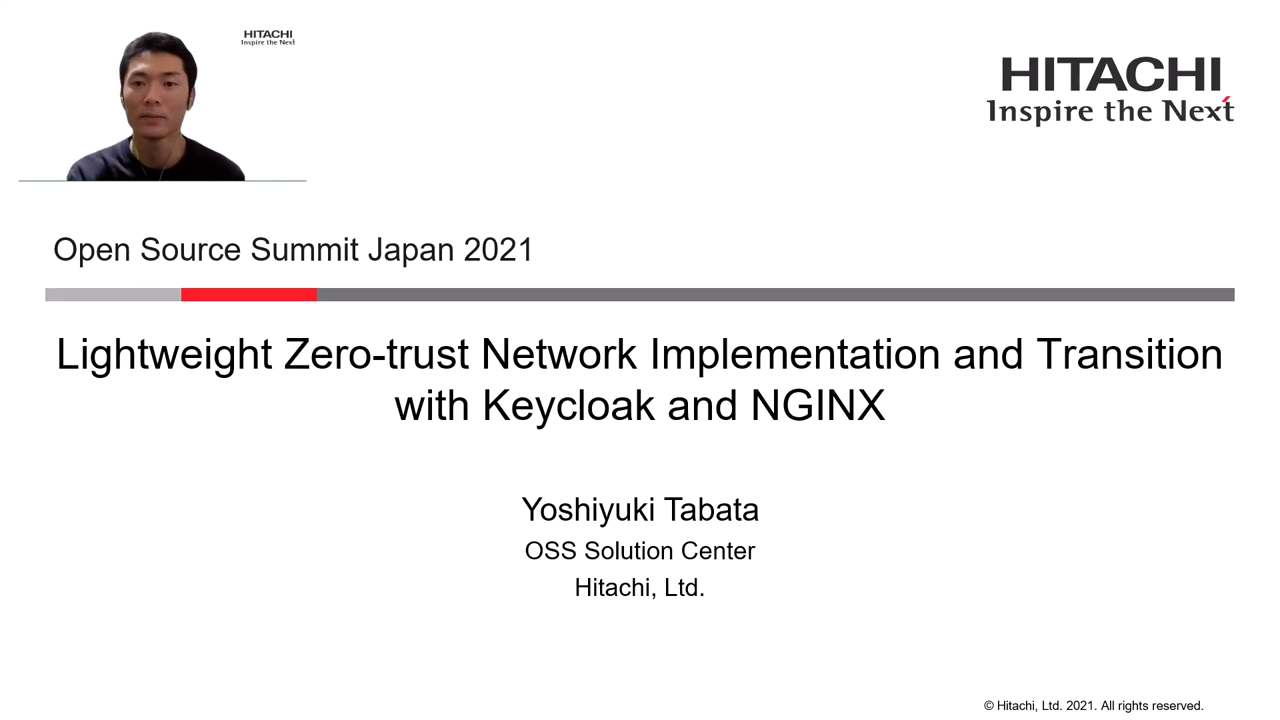 HITACHI
Inspire the Next
HITACHI
Inspire the Next
Open Source Summit Japan 2021
Lightweight Zero-trust Network Implementation and Transition
with Keycloak and NGINX
Yoshiyuki Tabata
OSS Solution Center
Hitachi, Ltd.
© Hitachi, Ltd. 2021. All rights reserved.